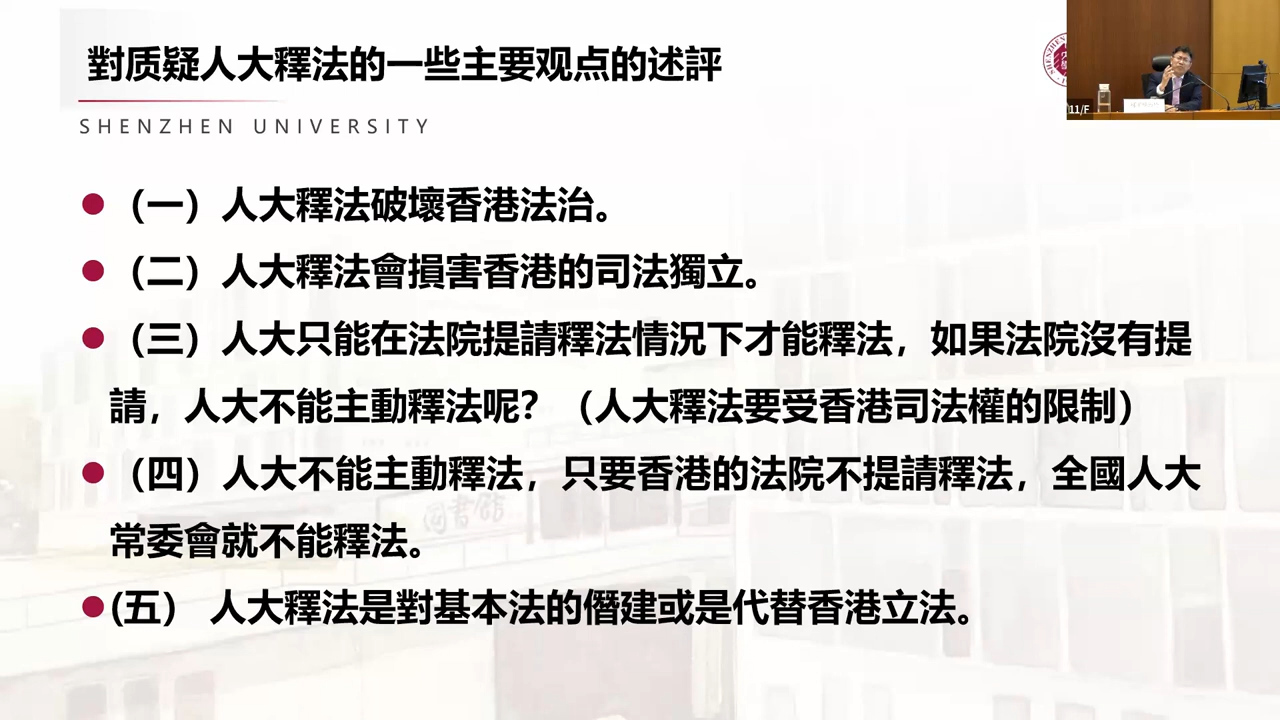 對质疑人大釋法的一些主要观点的述評
SHENZHEN UNIVERSITY
11/F
（一）人大釋法破壞香港法治。
（二）人大釋法會損害香港的司法獨立。
（三）人大只能在法院提請釋法情況下才能釋法，如果法院沒有提
請，人大不能主動釋法呢？（人大釋法要受香港司法權的限制）
（四）人大不能主動釋法，只要香港的法院不提請釋法，全國人大
常委會就不能釋法。
(五） 人大釋法是對基本法的僭建或是代替香港立法。
圖書館